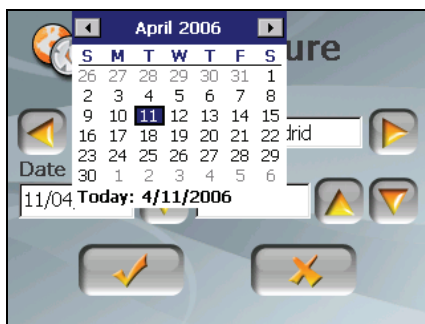 April 2006
ure
S M T W T F S
26 27 28 29 30 31 1
2 3 4 5 6 7 8
9 10 11 12 13 14 15
16 17 18 19 20 21 22
drid
23 24 25 26 27 28 29
Date
30 1 2 3 4 5 6
11/04
Today: 4/11/2006